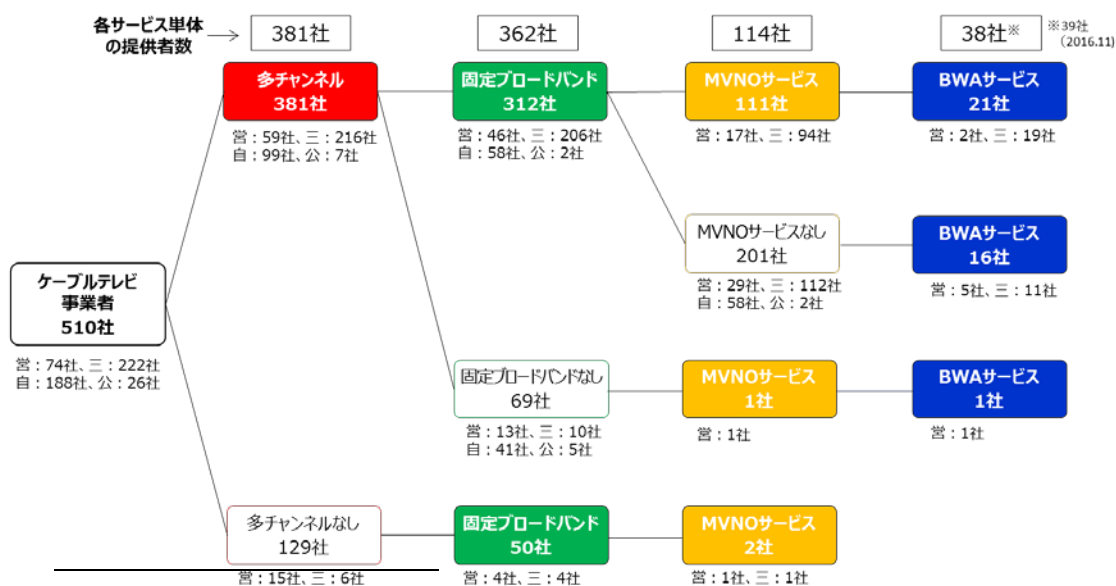 各サービス単体
の提供者数
381社
362社
114社
38社※
※39社
(2016.11)
多チャンネル
381社
営：59社、三：216社
自：99社、公：7社
固定ブロードバンド
312社
営：46社、三：206社
自：58社、公：2社
MVNOサービス
111社
営：17社、三：94社
BWAサービス
21社
営：2社、三：19社
MVNOサービスなし
201社
営：29社、三：112社
自：58社、公：2社
BWAサービス
16社
営：5社、三：11社
ケーブルテレビ
事業者
510社
営：74社、三：222社
自：188社、公：26社
固定ブロードバンドなし
69社
営：13社、三：10社
自：41社、公：5社
MVNOサービス
1社
営：1社
BWAサービス
1社
営：1社
多チャンネルなし
129社
営：15社、三：6社
固定ブロードバンド
50社
営：4社、三：4社
MVNOサービス
2社
営：1社、三：1社